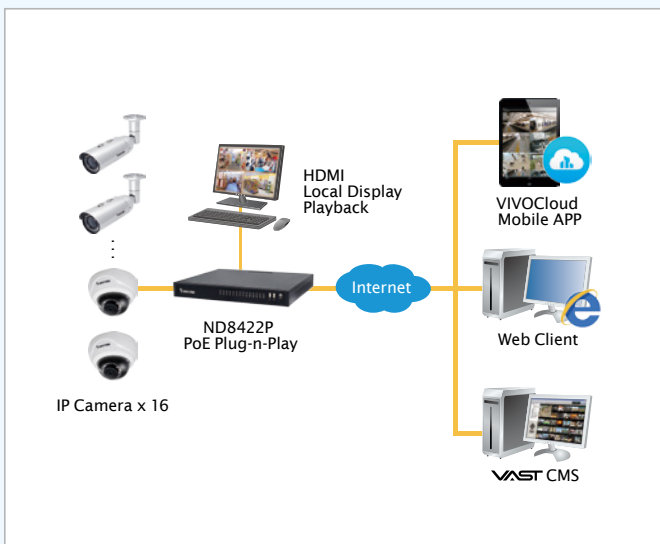 HDMI
Local Display
Playback
VIVOCloud
Mobile APP
Internet
ND8422P
PoE Plug-n-Play
Web Client
IP Camera x 16
VAST CMS